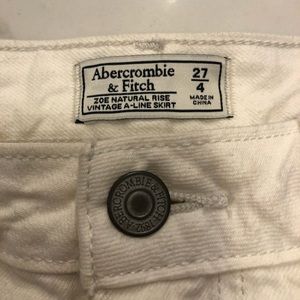 Abercrombie
& Fitch
ZOE NATURAL RISE
VINTAGE A-LINE SKIRT
27
4
MADE IN
CHINA
ABERCROMBIE & FITCH 1892